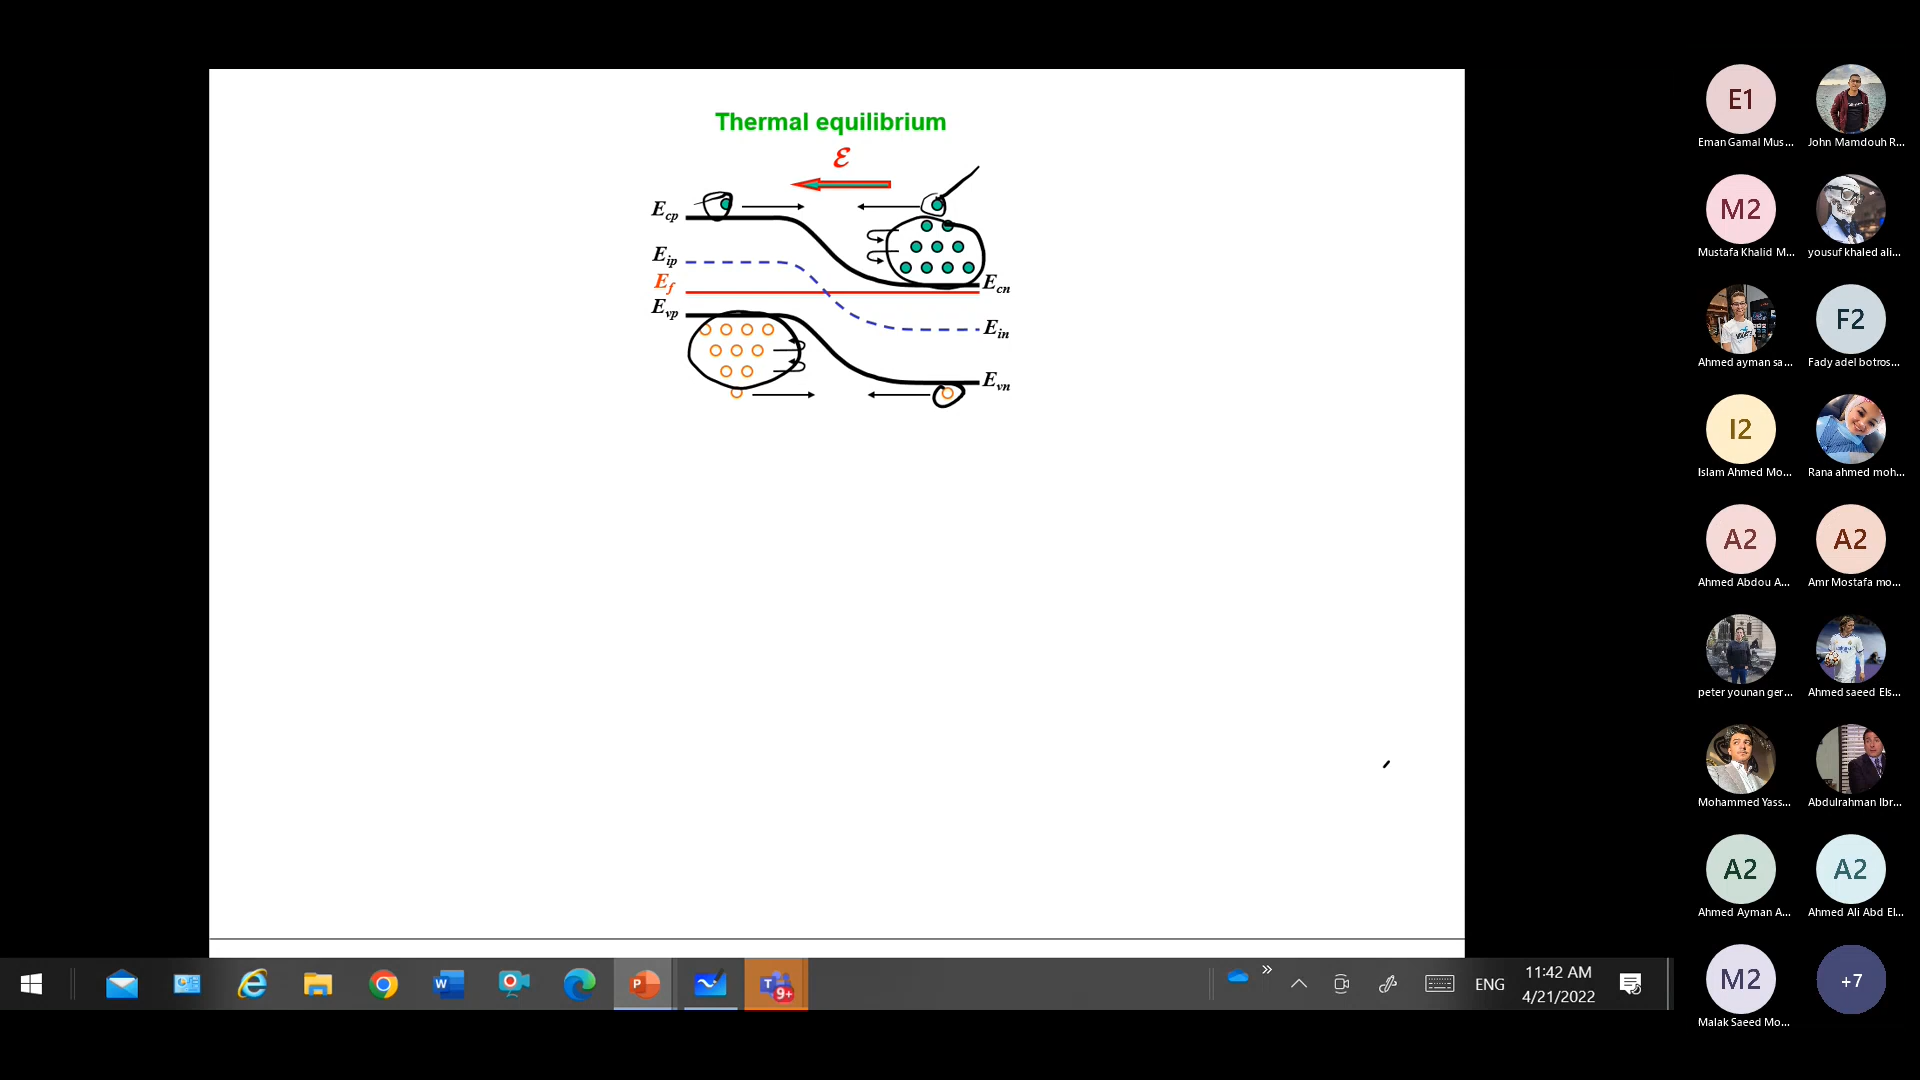 Thermal equilibrium
ℰ
Ecp
Eip
Ef
Evp
Ecn
Ein
Evn
E1
Eman Gamal Mus...
John Mamdouh R...
M2
Mustafa Khalid M...
yousuf khaled ali...
Ahmed ayman sa...
F2
Fady adel botros...
I2
Islam Ahmed Mo...
Rana ahmed moh...
A2
Ahmed Abdou A...
A2
Amr Mostafa mo...
peter younan ger...
Ahmed saeed Els...
Mohammed Yass...
Abdulrahman Ibr...
A2
Ahmed Ayman A...
A2
Ahmed Ali Abd El...
M2
Malak Saeed Mo...
+7
9+
ENG
11:42 AM
4/21/2022